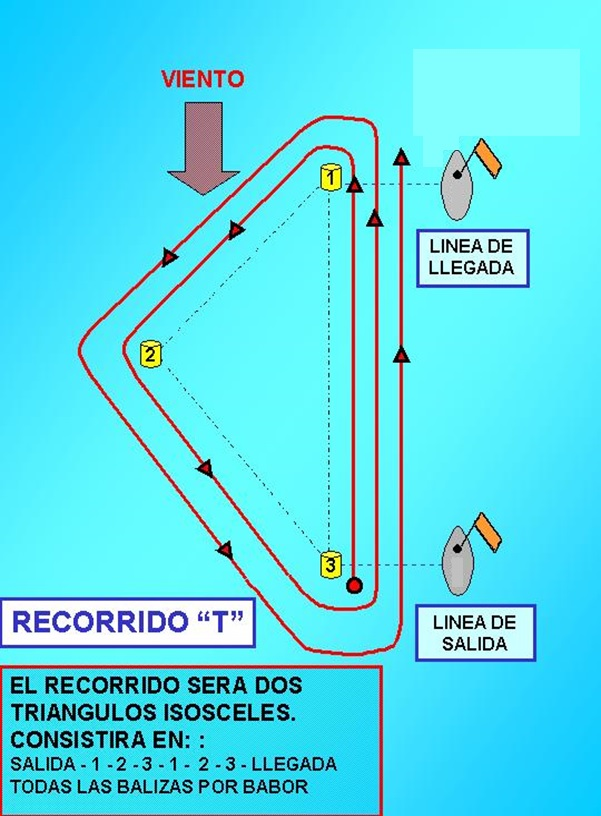 VIENTO
1
LINEA DE
LLEGADA
2
3
LINEA DE
SALIDA
RECORRIDO “T”
EL RECORRIDO SERA DOS
TRIANGULOS ISOSCELES.
CONSISTIRA EN: :
SALIDA - 1 - 2 - 3 - 1 - 2 - 3 - LLEGADA
TODAS LAS BALIZAS POR BABOR